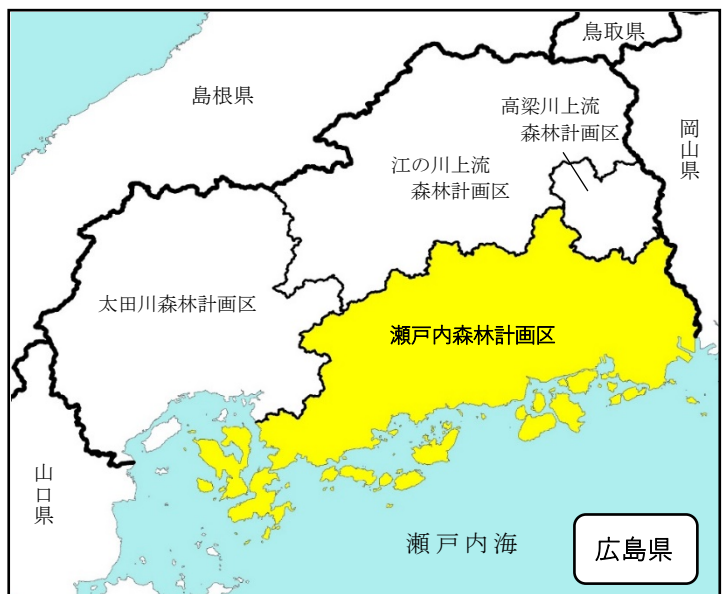 鳥取県
島根県
高梁川上流
森林計画区
岡山県
江の川上流
森林計画区
太田川森林計画区
瀬戸内森林計画区
山口県
瀬戸内海
広島県